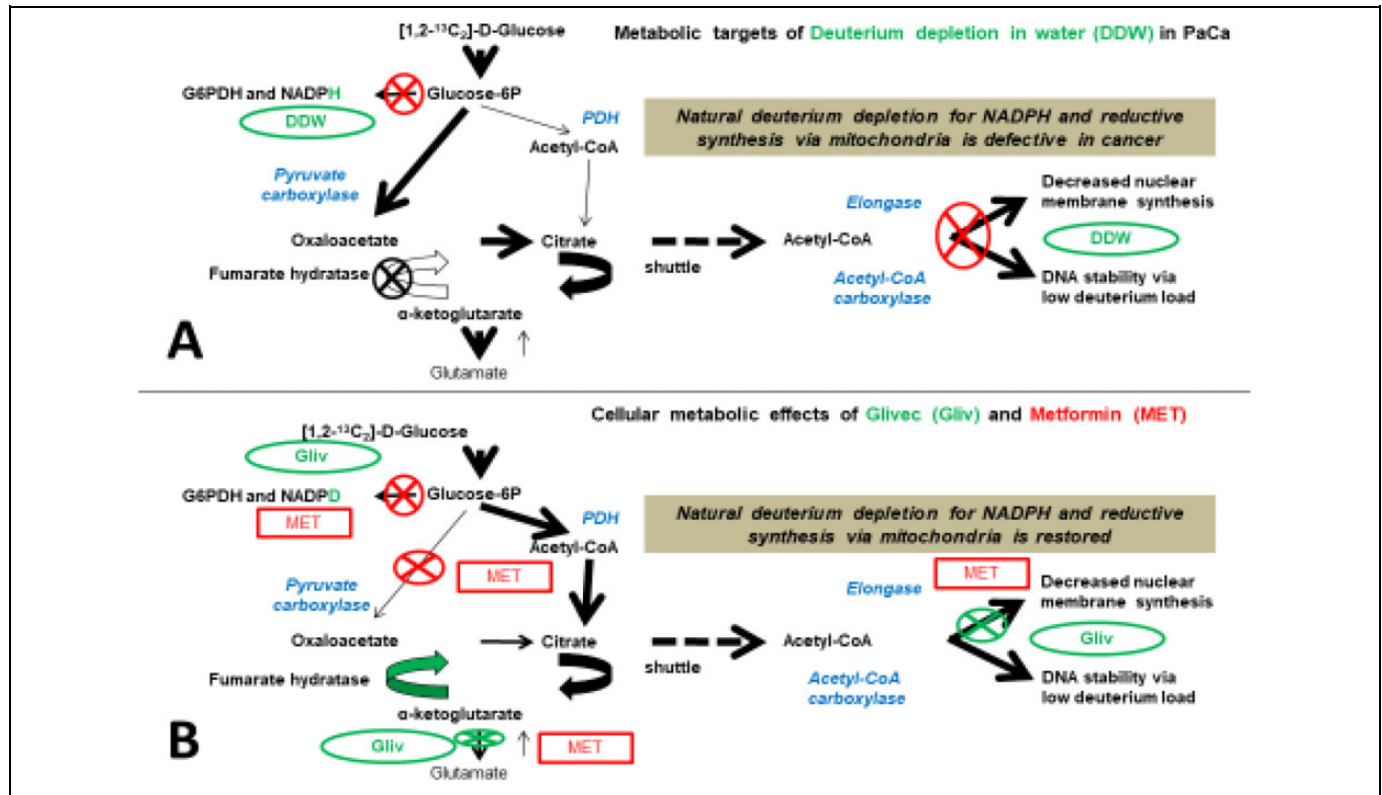 [1,2-¹³C₂]-D-Glucose
Metabolic targets of Deuterium depletion in water (DDW) in PaCa
G6PDH and NADPH
Glucose-6P
DDW
PDH
Acetyl-CoA
Natural deuterium depletion for NADPH and reductive
synthesis via mitochondria is defective in cancer
Pyruvate
carboxylase
Oxaloacetate
Citrate
Fumarate hydratase
α-ketoglutarate
Glutamate
shuttle
Elongase
Acetyl-CoA
Acetyl-CoA
carboxylase
Decreased nuclear
membrane synthesis
DDW
DNA stability via
low deuterium load
A
Cellular metabolic effects of Glivec (Gliv) and Metformin (MET)
[1,2-¹³C₂]-D-Glucose
Gliv
G6PDH and NADPD
Glucose-6P
MET
PDH
Acetyl-CoA
MET
Natural deuterium depletion for NADPH and reductive
synthesis via mitochondria is restored
Pyruvate
carboxylase
Oxaloacetate
Citrate
Fumarate hydratase
α-ketoglutarate
Gliv
MET
Glutamate
shuttle
Elongase
MET
Acetyl-CoA
Acetyl-CoA
carboxylase
Decreased nuclear
membrane synthesis
Gliv
DNA stability via
low deuterium load
B